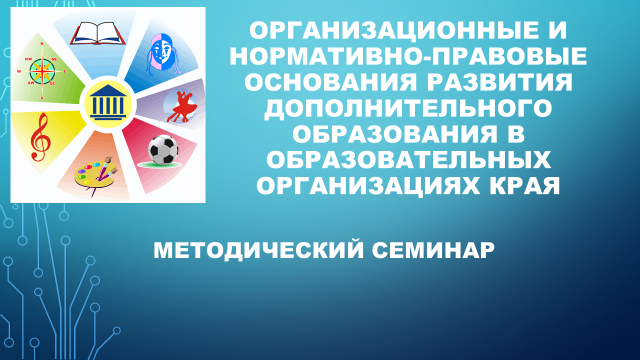 ОРГАНИЗАЦИОННЫЕ И
НОРМАТИВНО-ПРАВОВЫЕ
ОСНОВАНИЯ РАЗВИТИЯ
ДОПОЛНИТЕЛЬНОГО
ОБРАЗОВАНИЯ В
ОБРАЗОВАТЕЛЬНЫХ
ОРГАНИЗАЦИЯХ КРАЯ
МЕТОДИЧЕСКИЙ СЕМИНАР